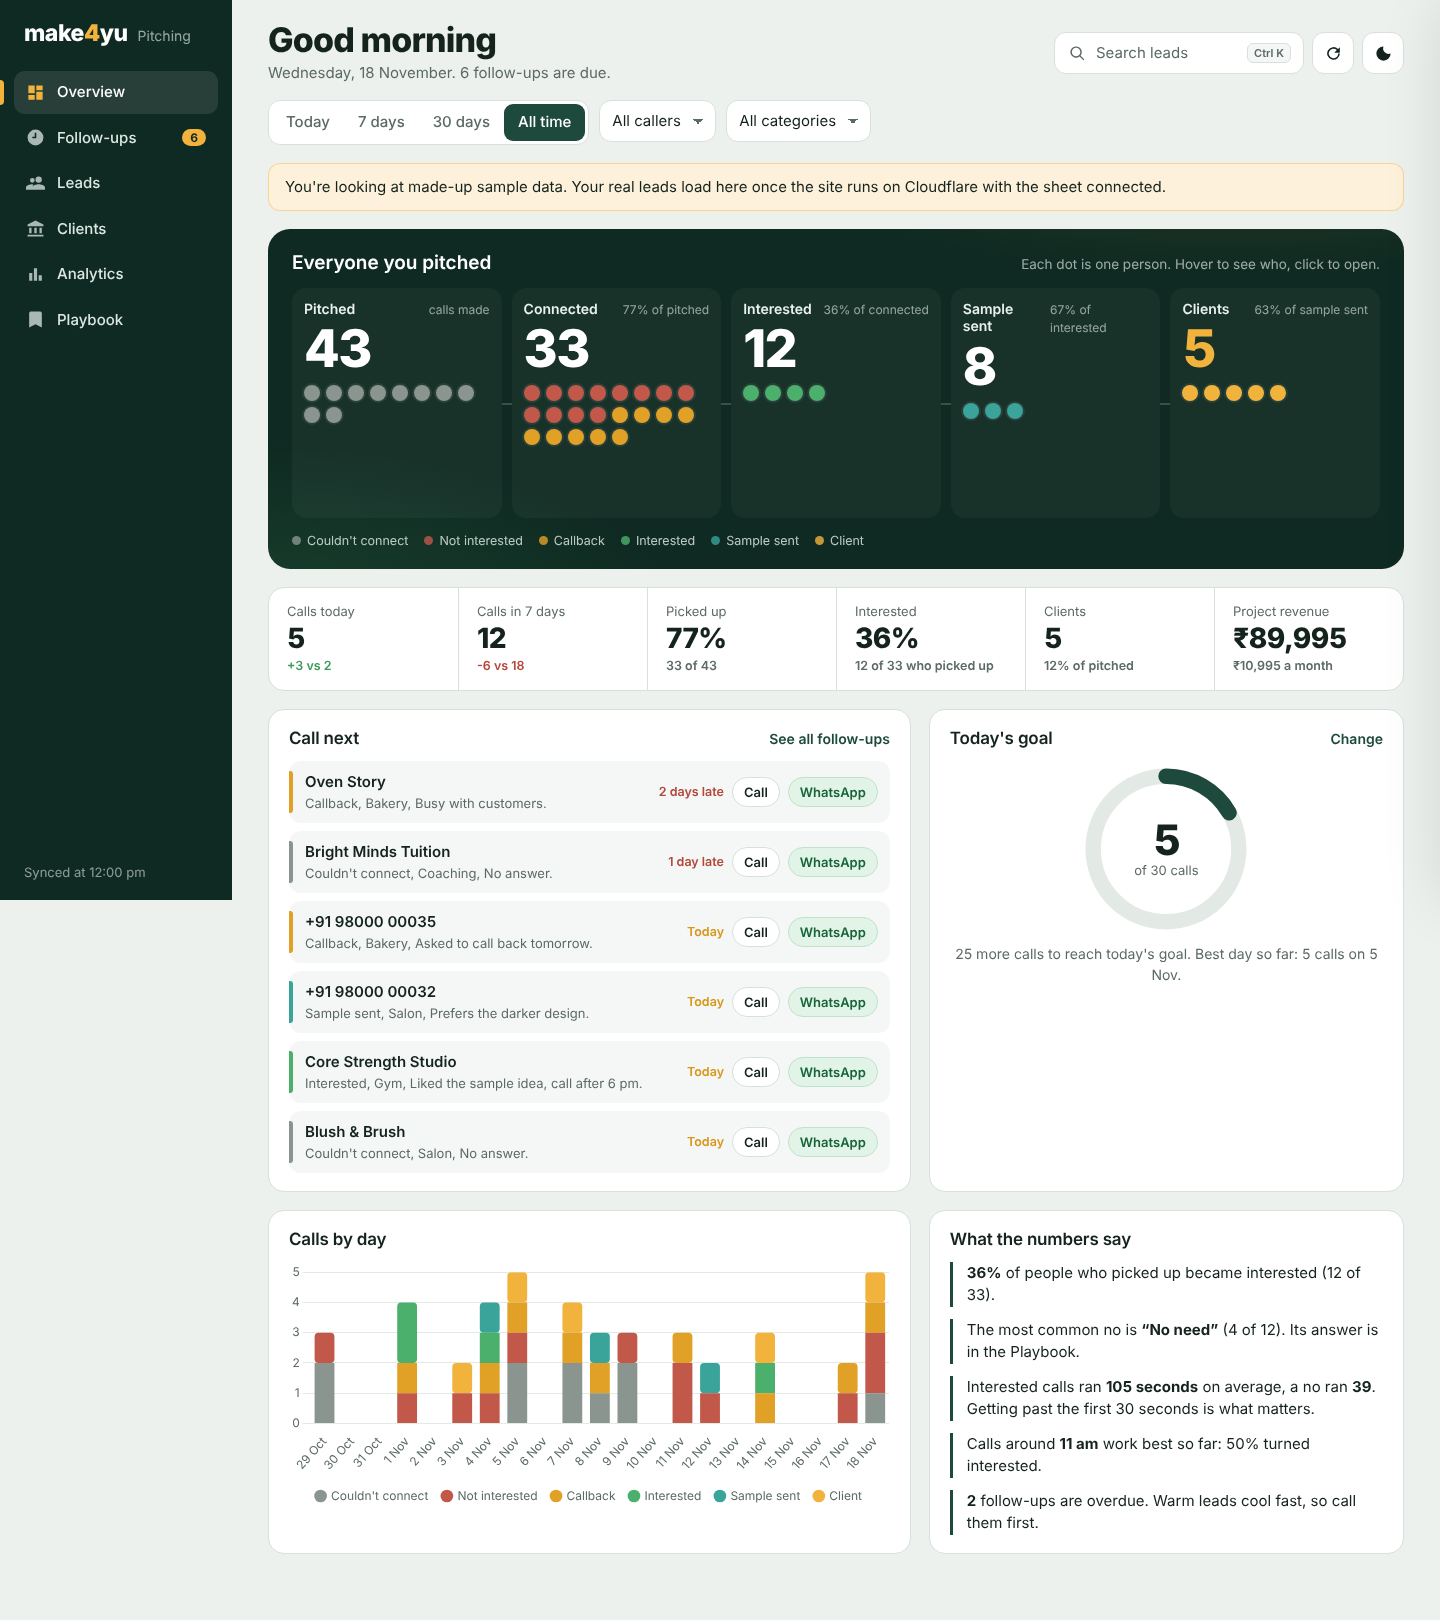 make4yu Pitching
Overview
Follow-ups 6
Leads
Clients
Analytics
Playbook
Synced at 12:00 pm
Good morning
Wednesday, 18 November. 6 follow-ups are due.
Search leads Ctrl K
Today 7 days 30 days All time All callers All categories
You're looking at made-up sample data. Your real leads load here once the site runs on Cloudflare with the sheet connected.
Everyone you pitched
Each dot is one person. Hover to see who, click to open.
Pitched calls made
43
Connected 77% of pitched
33
Interested 36% of connected
12
Sample sent 67% of interested
8
Clients 63% of sample sent
5
Couldn't connect Not interested Callback Interested Sample sent Client
Calls today
5
+3 vs 2
Calls in 7 days
12
-6 vs 18
Picked up
77%
33 of 43
Interested
36%
12 of 33 who picked up
Clients
5
12% of pitched
Project revenue
₹89,995
₹10,995 a month
Call next See all follow-ups
Oven Story
Callback, Bakery, Busy with customers.
2 days late Call WhatsApp
Bright Minds Tuition
Couldn't connect, Coaching, No answer.
1 day late Call WhatsApp
+91 98000 00035
Callback, Bakery, Asked to call back tomorrow.
Today Call WhatsApp
+91 98000 00032
Sample sent, Salon, Prefers the darker design.
Today Call WhatsApp
Core Strength Studio
Interested, Gym, Liked the sample idea, call after 6 pm.
Today Call WhatsApp
Blush & Brush
Couldn't connect, Salon, No answer.
Today Call WhatsApp
Today's goal Change
5
of 30 calls
25 more calls to reach today's goal. Best day so far: 5 calls on 5
Nov.
Calls by day
5
4
3
2
1
0
29 Oct 30 Oct 31 Oct 1 Nov 2 Nov 3 Nov 4 Nov 5 Nov 6 Nov 7 Nov 8 Nov 9 Nov 10 Nov 11 Nov 12 Nov 13 Nov 14 Nov 15 Nov 16 Nov 17 Nov 18 Nov
Couldn't connect Not interested Callback Interested Sample sent Client
What the numbers say
36% of people who picked up became interested (12 of
33).
The most common no is “No need” (4 of 12). Its answer is
in the Playbook.
Interested calls ran 105 seconds on average, a no ran 39.
Getting past the first 30 seconds is what matters.
Calls around 11 am work best so far: 50% turned
interested.
2 follow-ups are overdue. Warm leads cool fast, so call
them first.